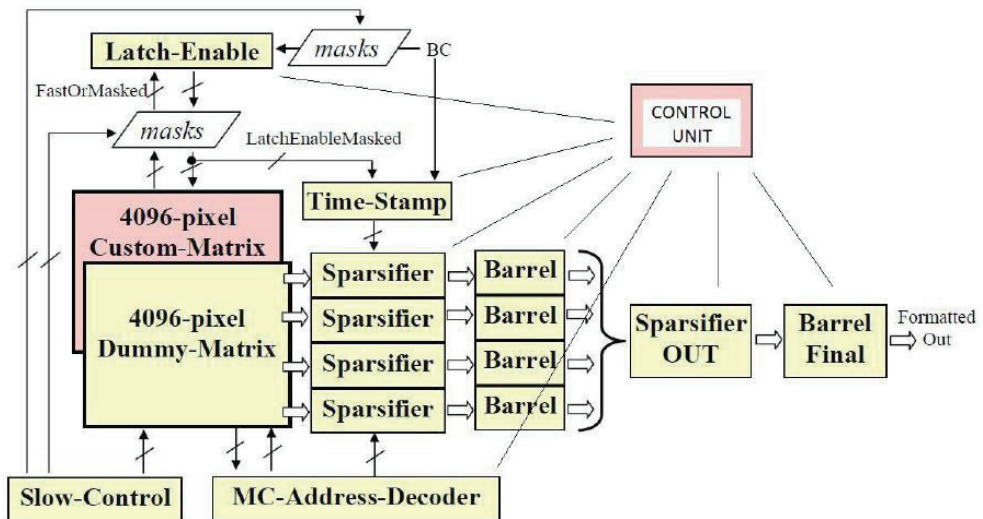 masks
BC
Latch-Enable
FastOrMasked
masks
LatchEnableMasked
CONTROL
UNIT
Time-Stamp
4096-pixel
Custom-Matrix
4096-pixel
Dummy-Matrix
Sparsifier
Barrel
Sparsifier
Barrel
Sparsifier
Barrel
Sparsifier
Barrel
Sparsifier
OUT
Barrel
Final
Formatted
Out
Slow-Control
MC-Address-Decoder